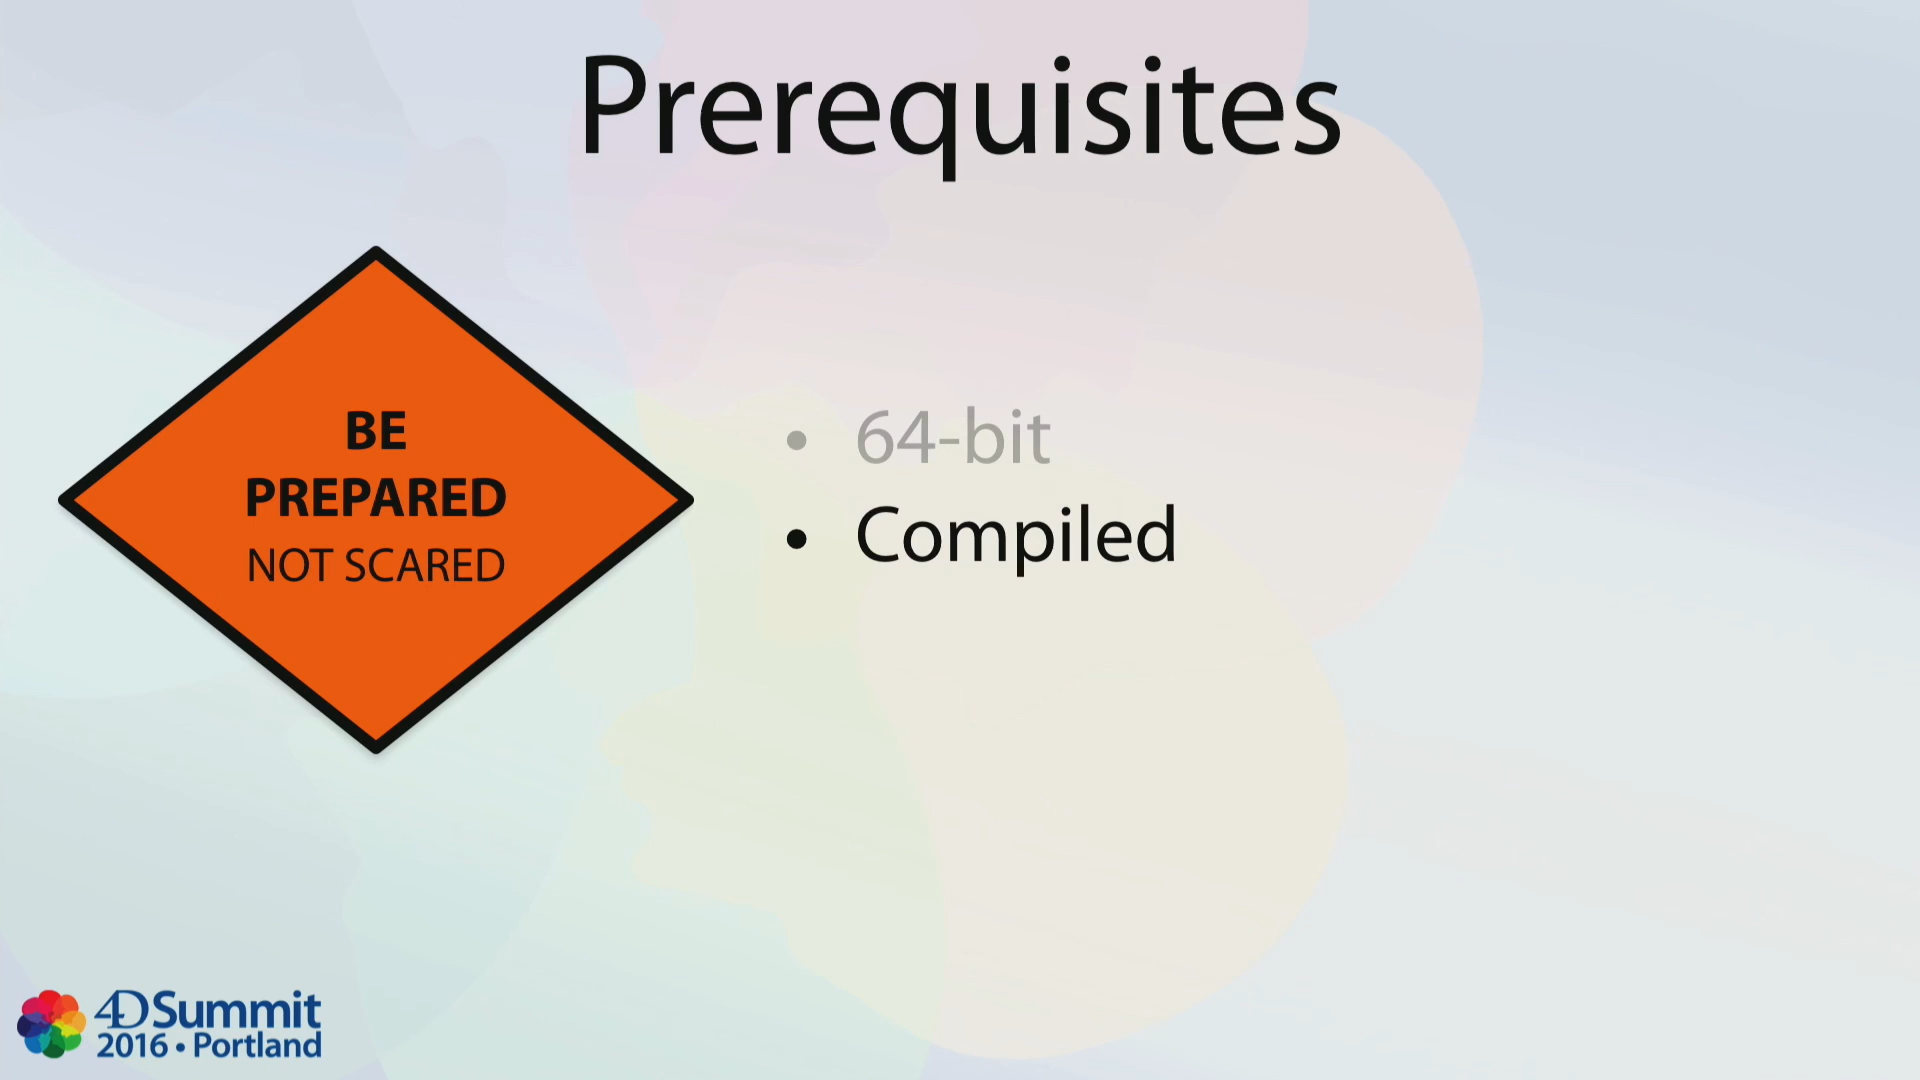 Prerequisites
BE
PREPARED
NOT SCARED
• 64-bit
• Compiled
4D Summit
2016 • Portland